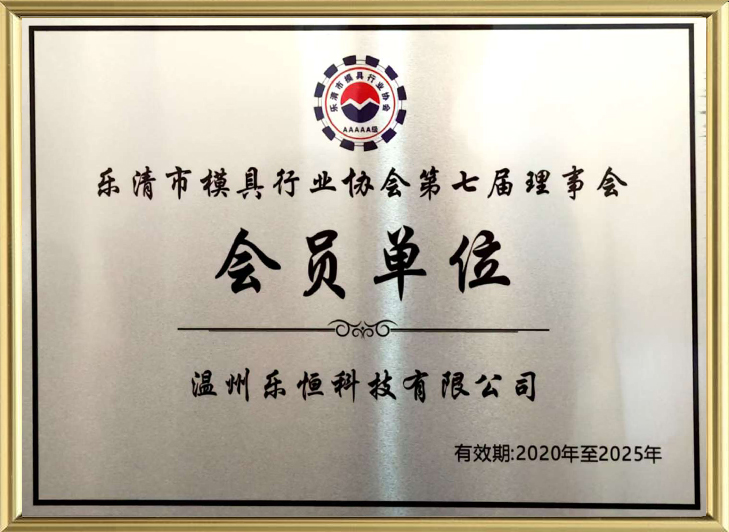 乐清市模具行业协会
AAAAA级
乐清市模具行业协会第七届理事会
会员单位
温州乐恒科技有限公司
有效期:2020年至2025年